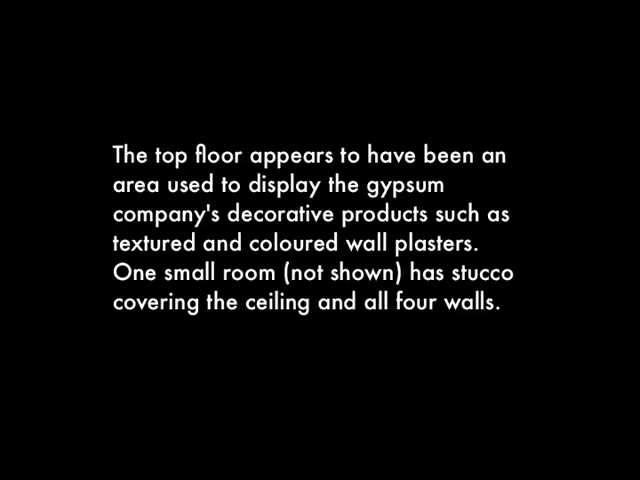 The top floor appears to have been an
area used to display the gypsum
company's decorative products such as
textured and coloured wall plasters.
One small room (not shown) has stucco
covering the ceiling and all four walls.